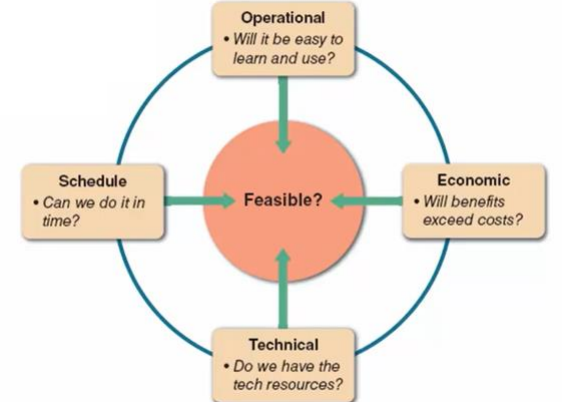 Operational
• Will it be easy to
learn and use?
Schedule
• Can we do it in
time?
Feasible?
Economic
• Will benefits
exceed costs?
Technical
• Do we have the
tech resources?